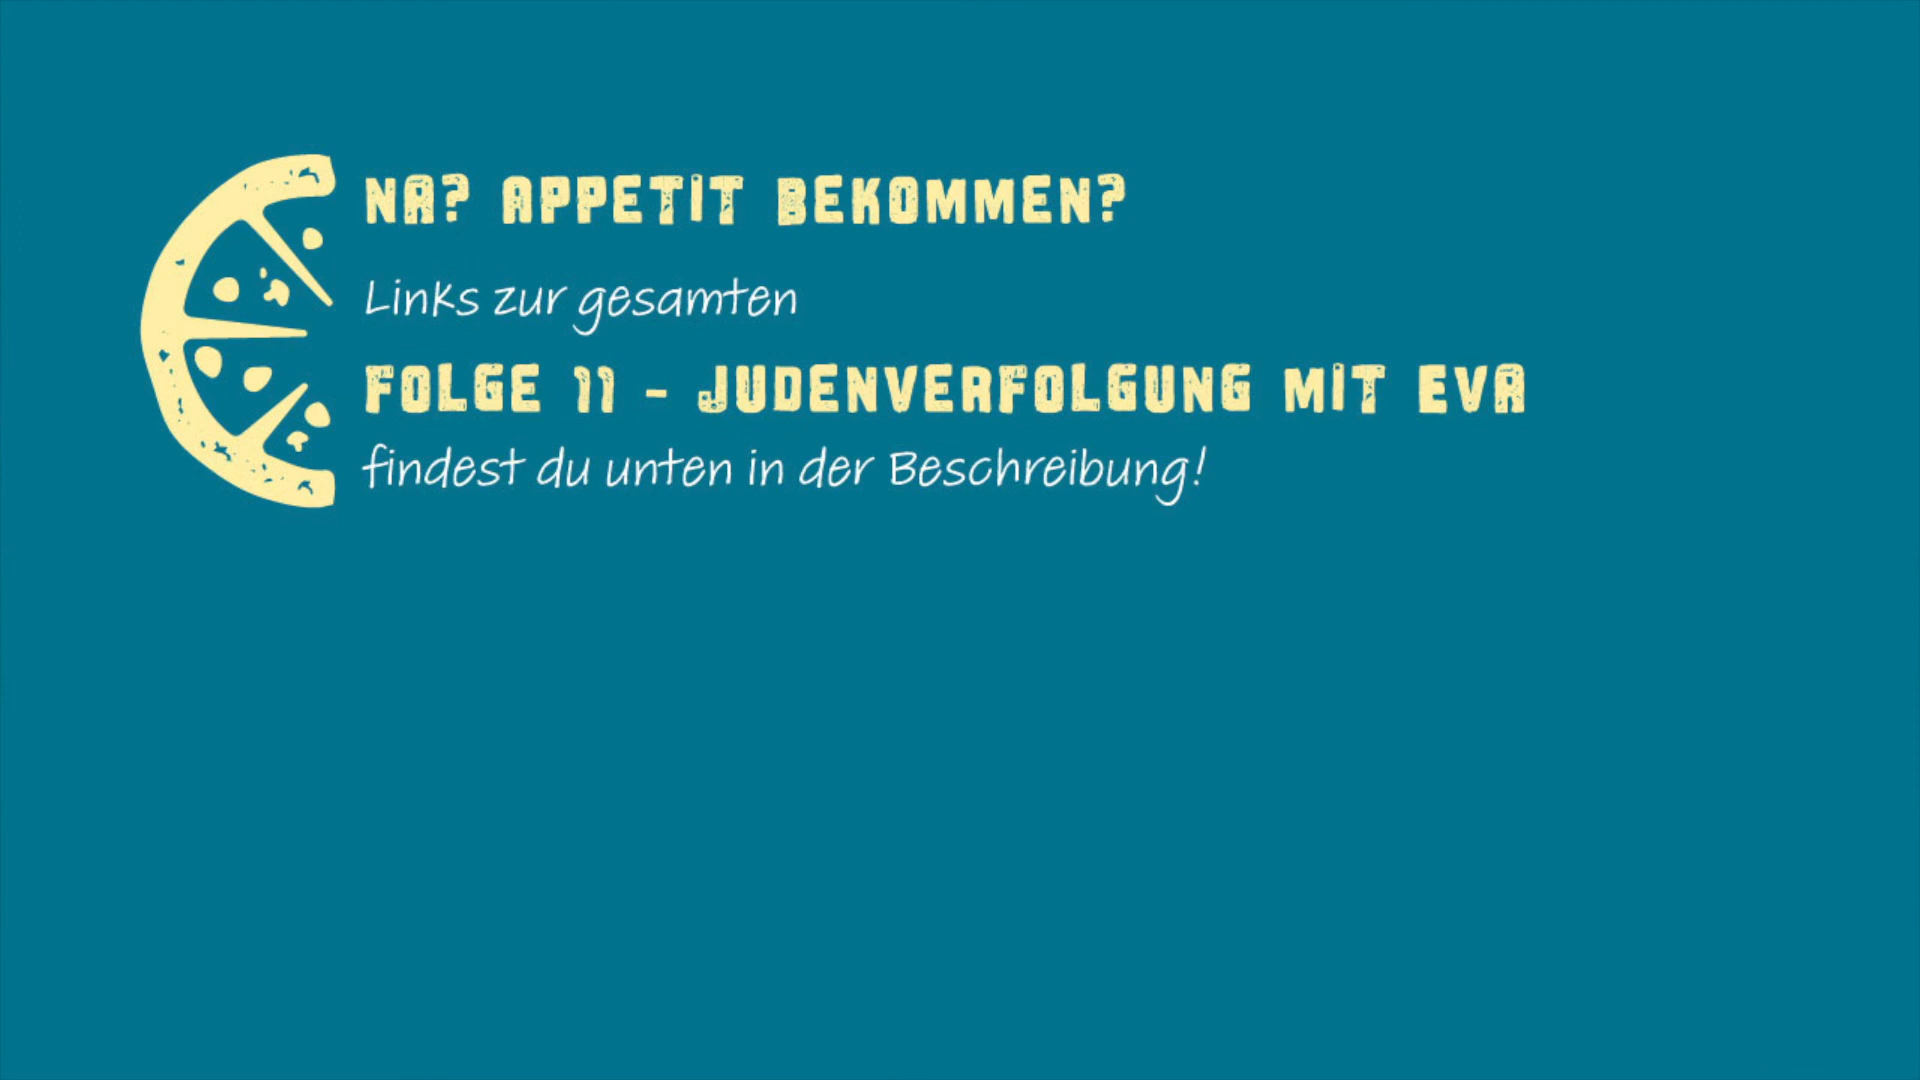 NA? APPETIT BEKOMMEN?
Links zur gesamten
FOLGE 11 - JUDENVERFOLGUNG MIT EVA
findest du unten in der Beschreibung!